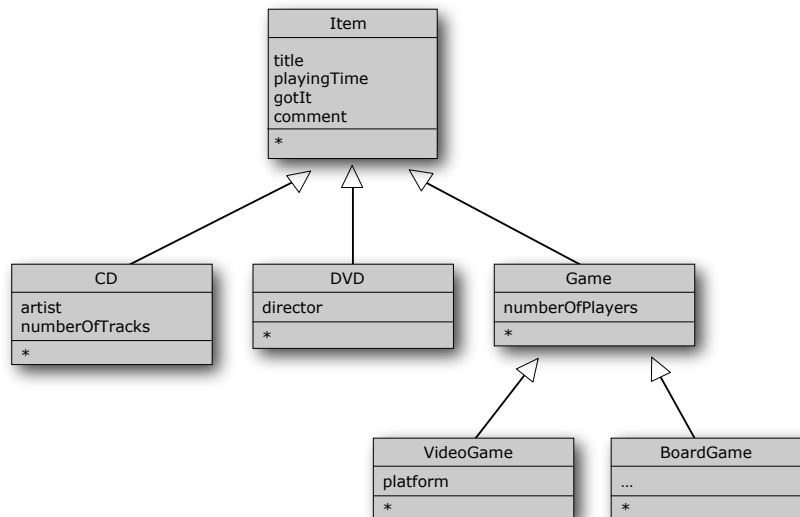 Item
title
playingTime
gotIt
comment
*
CD
artist
numberOfTracks
*
DVD
director
*
Game
numberOfPlayers
*
VideoGame
platform
*
BoardGame
...
*